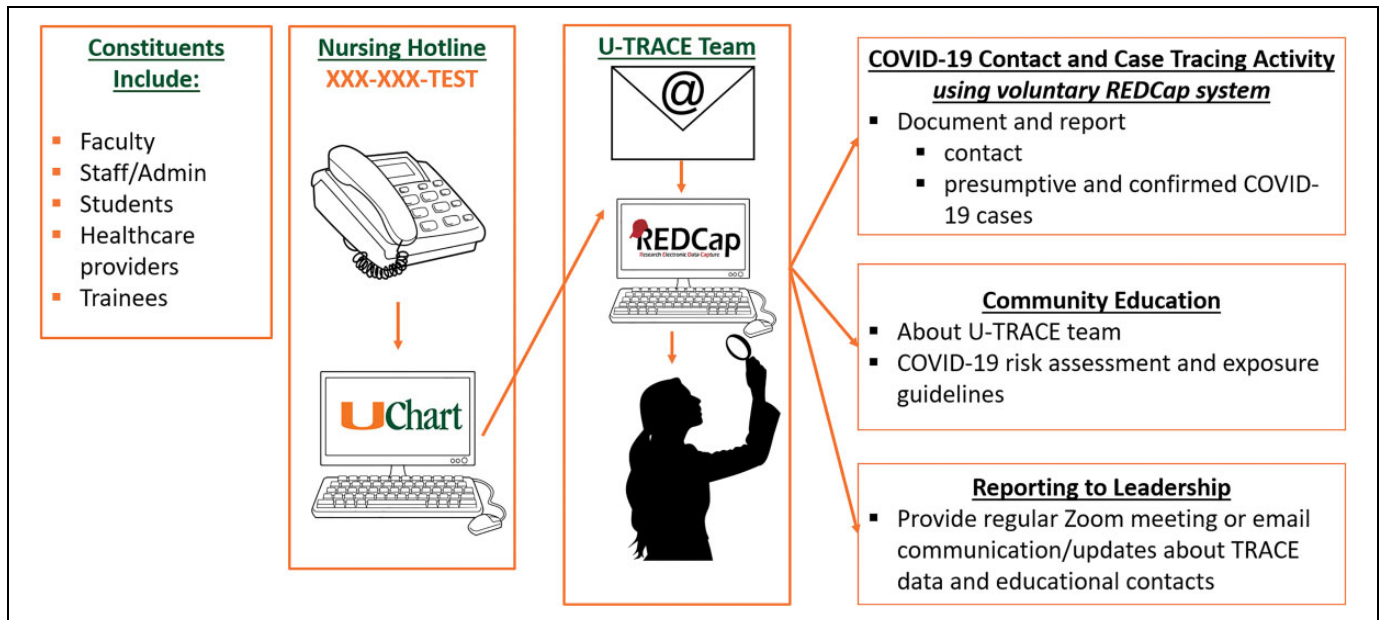 Constituents
Include:
▪ Faculty
▪ Staff/Admin
▪ Students
▪ Healthcare
providers
▪ Trainees
Nursing Hotline
XXX-XXX-TEST
UChart
U-TRACE Team
@
REDCap
Research Electronic Data Capture
COVID-19 Contact and Case Tracing Activity
using voluntary REDCap system
▪ Document and report
▪ contact
▪ presumptive and confirmed COVID-
19 cases
Community Education
▪ About U-TRACE team
▪ COVID-19 risk assessment and exposure
guidelines
Reporting to Leadership
▪ Provide regular Zoom meeting or email
communication/updates about TRACE
data and educational contacts